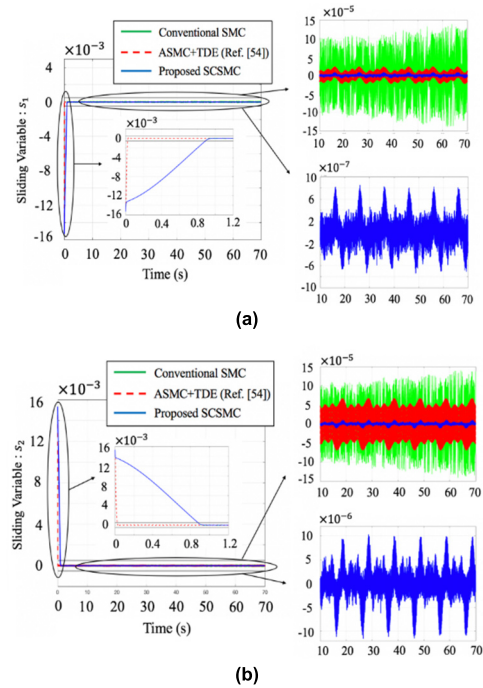 Conventional SMC
ASMC+TDE (Ref. [54])
Proposed SCSMC
×10⁻³
Sliding Variable : s₁
4
0
-4
-8
-12
-16
0 10 20 30 40 50 60 70
Time (s)
×10⁻³
0
-4
-8
-12
-16
0 0.4 0.8 1.2
×10⁻⁵
15
10
5
0
-5
-10
-15
10 20 30 40 50 60 70
×10⁻⁷
10
7
4
2
0
-2
-4
-7
-10
10 20 30 40 50 60 70
(a)
Conventional SMC
ASMC+TDE (Ref. [54])
Proposed SCSMC
×10⁻³
Sliding Variable : s₂
16
12
8
4
0
0 10 20 30 40 50 60 70
Time (s)
×10⁻³
16
12
8
4
0
0 0.4 0.8 1.2
×10⁻⁵
15
10
5
0
-5
-10
-15
10 20 30 40 50 60 70
×10⁻⁶
10
5
0
-5
-10
10 20 30 40 50 60 70
(b)